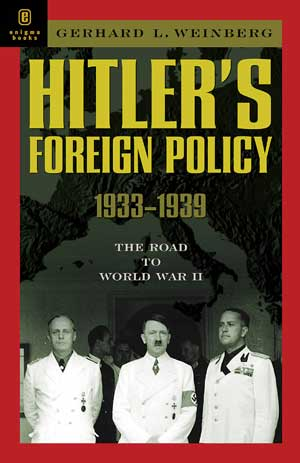 enigma
books
GERHARD L. WEINBERG
HITLER'S
FOREIGN POLICY
1933–1939
THE ROAD
TO
WORLD WAR II